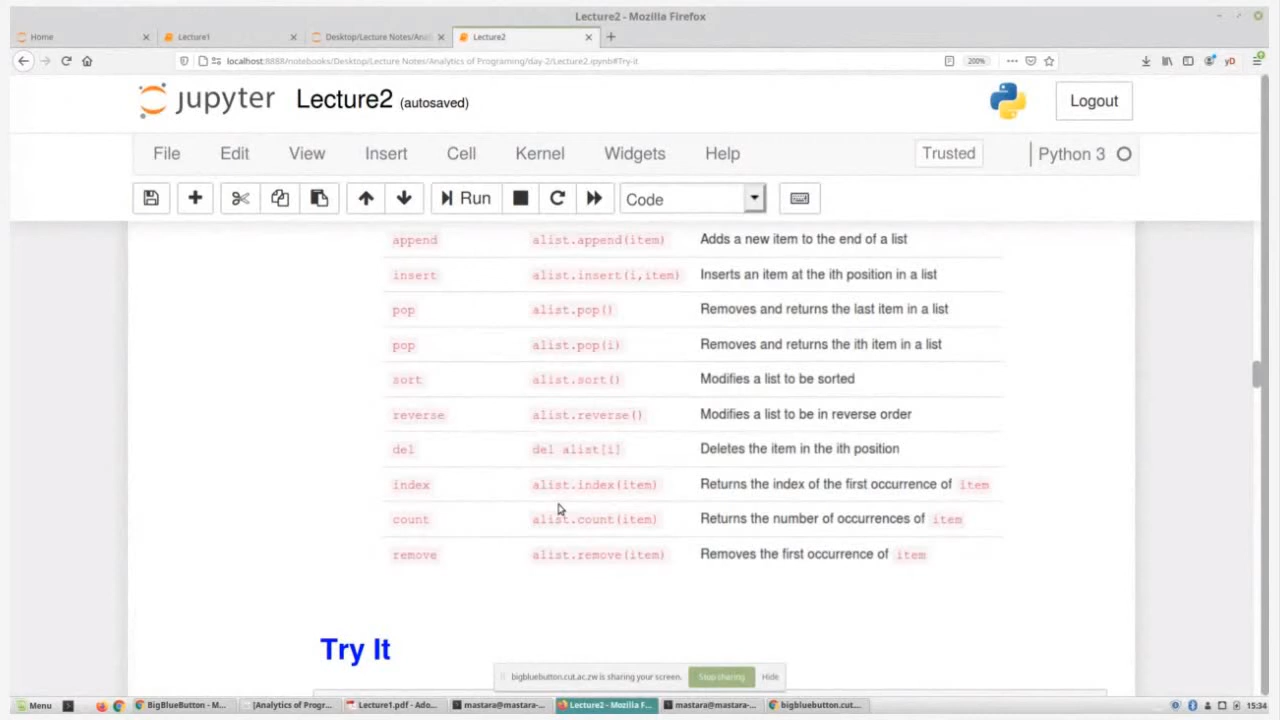 Lecture2 - Mozilla Firefox
Home
Lecture1
Desktop/Lecture Notes/Anal
Lecture2
localhost:8888/notebooks/Desktop/Lecture Notes/Analytics of Programing/day-2/Lecture2.ipynb#Try-it
200%
yD
jupyter Lecture2 (autosaved)
Logout
File Edit View Insert Cell Kernel Widgets Help
Trusted
Python 3
Run
Code
append alist.append(item) Adds a new item to the end of a list
insert alist.insert(i,item) Inserts an item at the ith position in a list
pop alist.pop() Removes and returns the last item in a list
pop alist.pop(i) Removes and returns the ith item in a list
sort alist.sort() Modifies a list to be sorted
reverse alist.reverse() Modifies a list to be in reverse order
del del alist[i] Deletes the item in the ith position
index alist.index(item) Returns the index of the first occurrence of item
count alist.count(item) Returns the number of occurrences of item
remove alist.remove(item) Removes the first occurrence of item
Try It
bigbluebutton.cut.ac.zw is sharing your screen.
Stop sharing
Hide
Menu
BigBlueButton - M...
[Analytics of Progr...
Lecture1.pdf - Ado...
mastara@mastara-...
Lecture2 - Mozilla F...
mastara@mastara-...
bigbluebutton.cut....
15:34